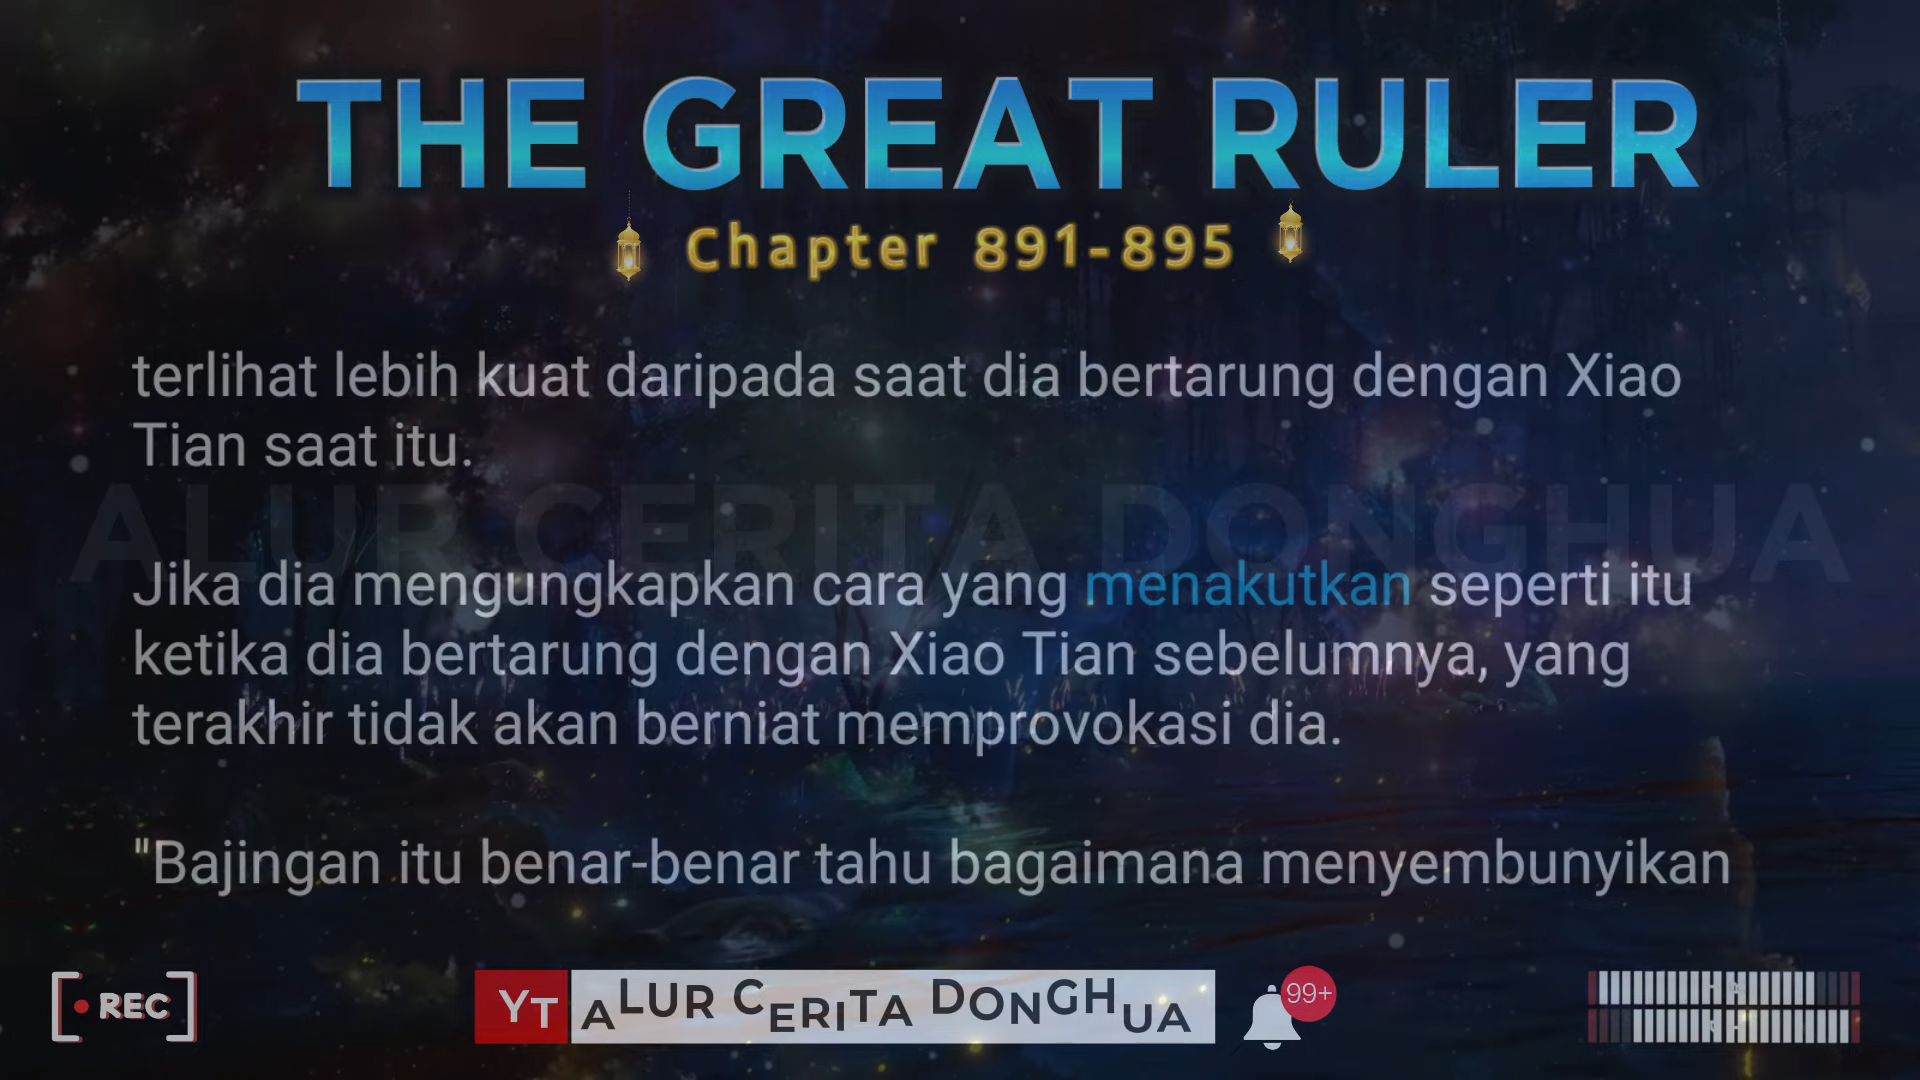 THE GREAT RULER
Chapter 891-895
terlihat lebih kuat daripada saat dia bertarung dengan Xiao
Tian saat itu.
ALUR CERITA DONGHUA
Jika dia mengungkapkan cara yang menakutkan seperti itu
ketika dia bertarung dengan Xiao Tian sebelumnya, yang
terakhir tidak akan berniat memprovokasi dia.
"Bajingan itu benar-benar tahu bagaimana menyembunyikan
REC
YT ALUR CERITA DONGHUA
99+